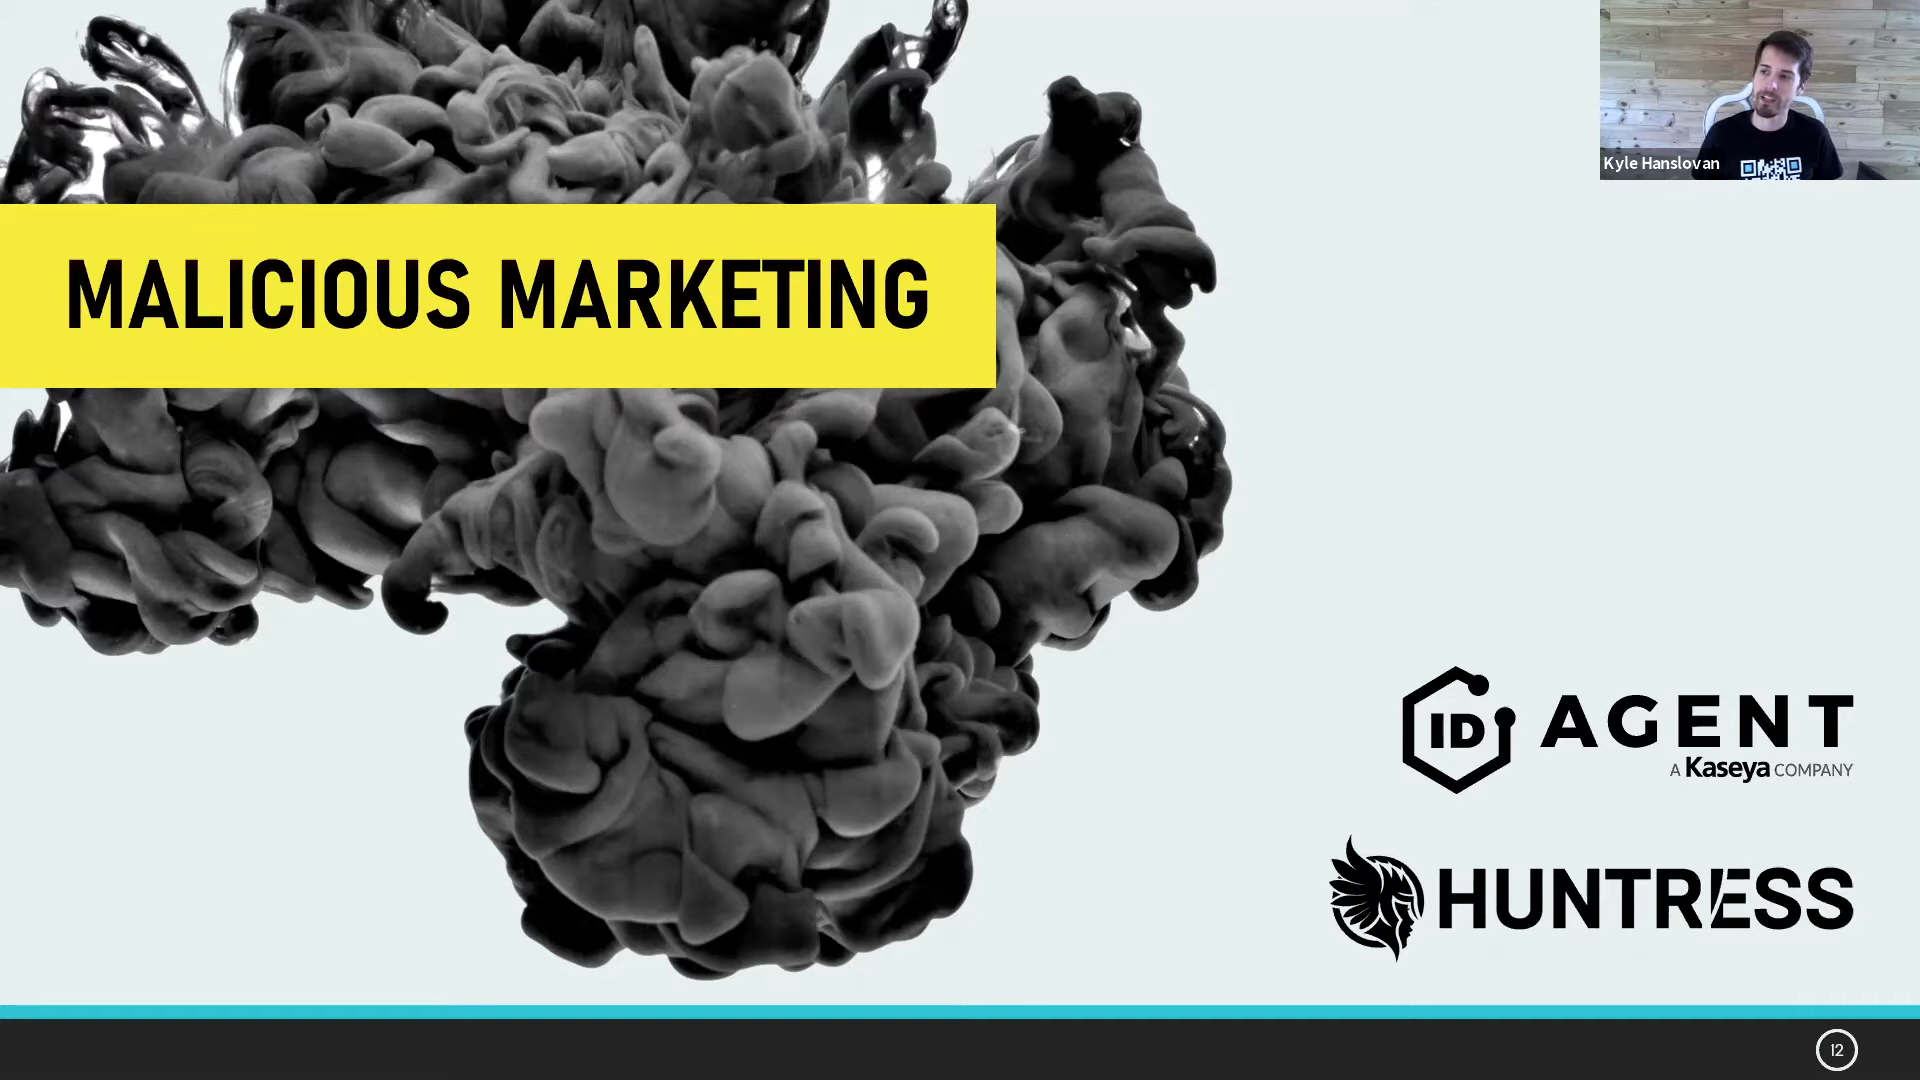 Kyle Hanslovan
MALICIOUS MARKETING
ID AGENT
A Kaseya COMPANY
HUNTRESS
12